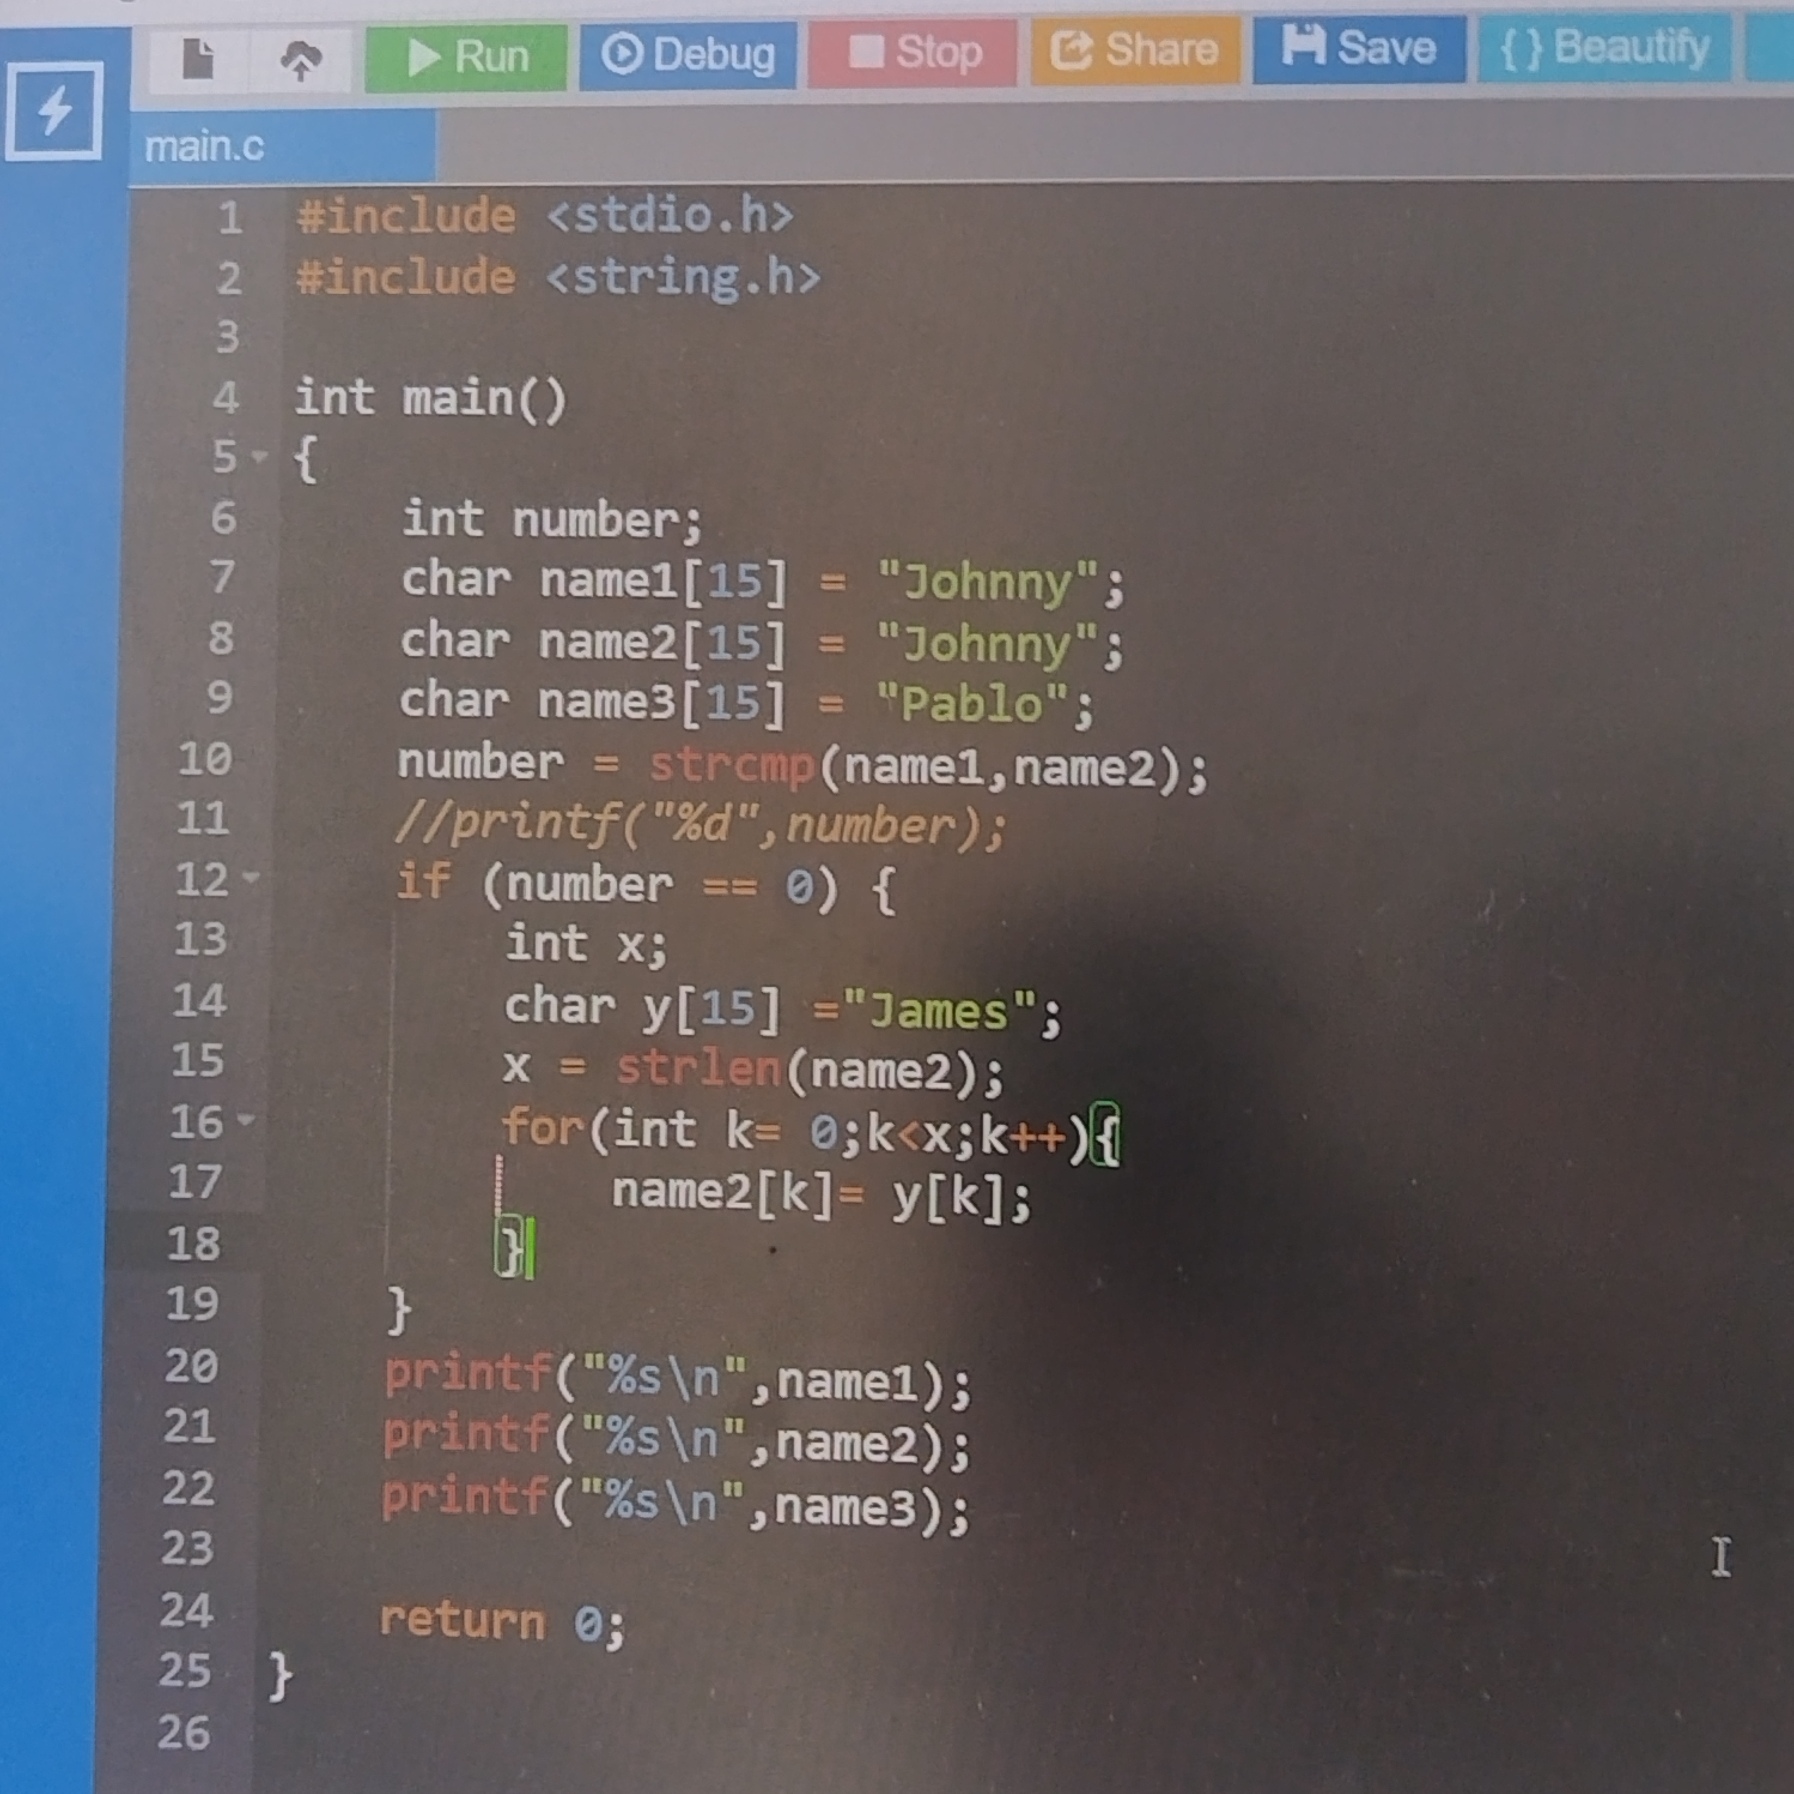 Run Debug Stop Share Save {} Beautify
main.c
1 #include <stdio.h>
2 #include <string.h>
3
4 int main()
5 {
6 int number;
7 char name1[15] = "Johnny";
8 char name2[15] = "Johnny";
9 char name3[15] = "Pablo";
10 number = strcmp(name1,name2);
11 //printf("%d",number);
12 if (number == 0) {
13 int x;
14 char y[15] ="James";
15 x = strlen(name2);
16 for(int k= 0;k<x;k++){
17 name2[k]= y[k];
18 }
19 }
20 printf("%s\n",name1);
21 printf("%s\n",name2);
22 printf("%s\n",name3);
23
24 return 0;
25 }
26